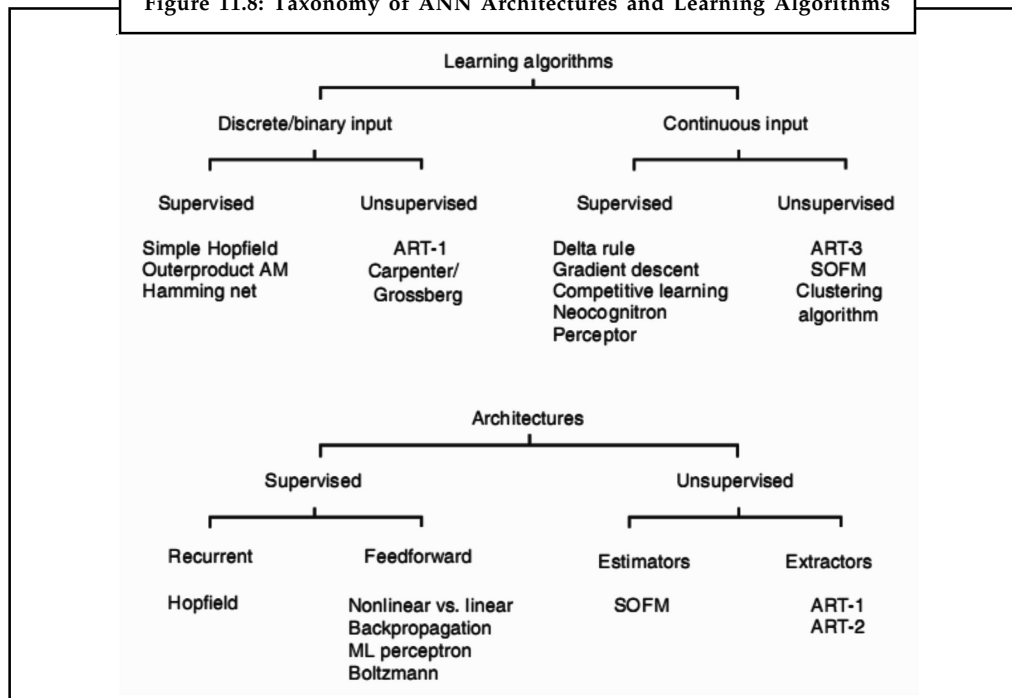 Figure 11.8: Taxonomy of ANN Architectures and Learning Algorithms
Learning algorithms
Discrete/binary input
Continuous input
Supervised
Unsupervised
Supervised
Unsupervised
Simple Hopfield
Outerproduct AM
Hamming net
ART-1
Carpenter/
Grossberg
Delta rule
Gradient descent
Competitive learning
Neocognitron
Perceptor
ART-3
SOFM
Clustering
algorithm
Architectures
Supervised
Unsupervised
Recurrent
Feedforward
Estimators
Extractors
Hopfield
Nonlinear vs. linear
Backpropagation
ML perceptron
Boltzmann
SOFM
ART-1
ART-2